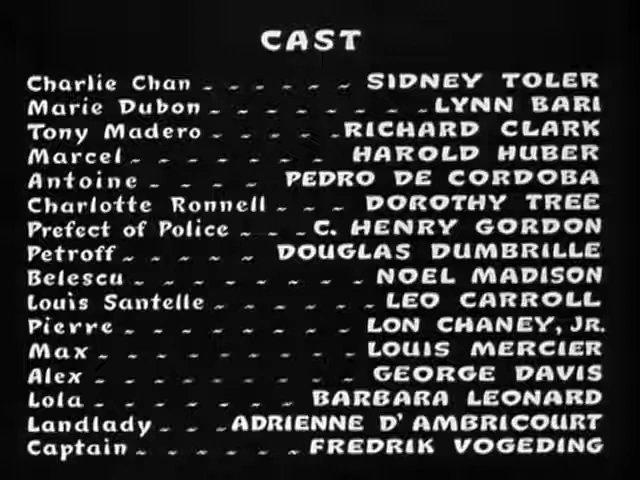 CAST
Charlie Chan ~ ~ ~ ~ ~ ~ SIDNEY TOLER
Marie Dubon ~ ~ ~ ~ ~ ~ ~ ~ LYNN BARI
Tony Madero ~ ~ ~ ~ ~ RICHARD CLARK
Marcel ~ ~ ~ ~ ~ ~ ~ ~ HAROLD HUBER
Antoine ~ ~ ~ ~ PEDRO DE CORDOBA
Charlotte Ronnell ~ ~ ~ DOROTHY TREE
Prefect of Police ~ ~ ~ C. HENRY GORDON
Petroff ~ ~ ~ ~ ~ DOUGLAS DUMBRILLE
Belescu ~ ~ ~ ~ ~ ~ ~ ~ NOEL MADISON
Louis Santelle ~ ~ ~ ~ ~ ~ LEO CARROLL
Pierre ~ ~ ~ ~ ~ ~ ~ ~ LON CHANEY, JR.
Max ~ ~ ~ ~ ~ ~ ~ ~ ~ LOUIS MERCIER
Alex ~ ~ ~ ~ ~ ~ ~ ~ GEORGE DAVIS
Lola ~ ~ ~ ~ ~ ~ ~ BARBARA LEONARD
Landlady ~ ~ ~ ADRIENNE D'AMBRICOURT
Captain ~ ~ ~ ~ ~ ~ FREDRIK VOGEDING